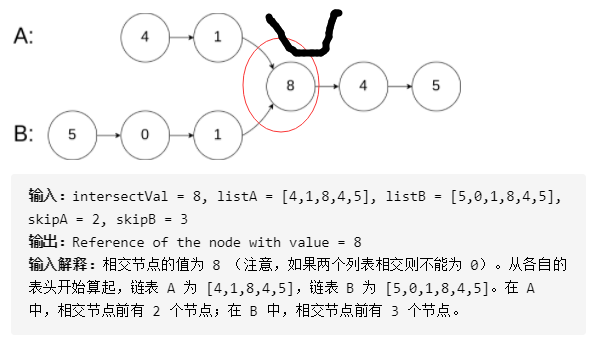 A:
4
1
8
4
5
B:
5
0
1
输入：intersectVal = 8, listA = [4,1,8,4,5], listB = [5,0,1,8,4,5],
skipA = 2, skipB = 3
输出：Reference of the node with value = 8
输入解释：相交节点的值为 8 （注意，如果两个列表相交则不能为 0）。从各自的
表头开始算起，链表 A 为 [4,1,8,4,5]，链表 B 为 [5,0,1,8,4,5]。在 A
中，相交节点前有 2 个节点；在 B 中，相交节点前有 3 个节点。